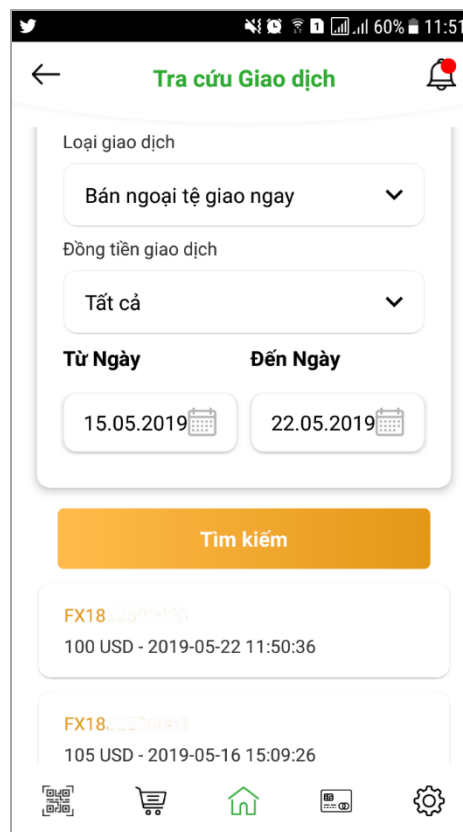 1 60% 11:51
Tra cứu Giao dịch
Loại giao dịch
Bán ngoại tệ giao ngay
Đồng tiền giao dịch
Tất cả
Từ Ngày Đến Ngày
15.05.2019 22.05.2019
Tìm kiếm
FX18
100 USD - 2019-05-22 11:50:36
FX18
105 USD - 2019-05-16 15:09:26